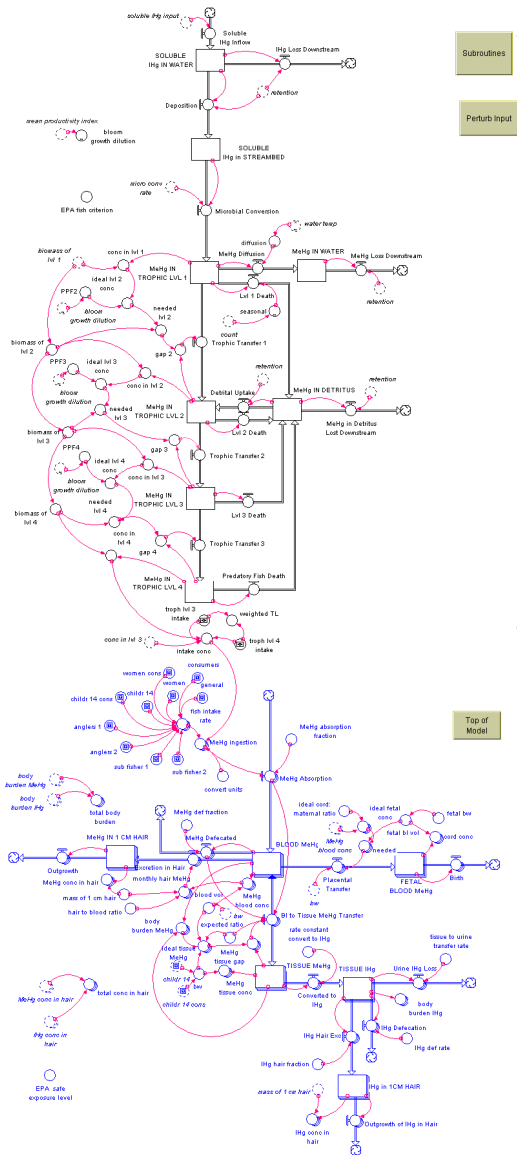 soluble IHg input
Soluble
IHg Inflow
SOLUBLE
IHg IN WATER
IHg Loss Downstream
Subroutines
retention
Deposition
mean productivity index
bloom
growth dilution
Perturb Input
SOLUBLE
IHg in STREAMBED
micro conv
rate
EPA fish criterion
Microbial Conversion
water temp
diffusion
biomass of
lvl 1
conc in lvl 1
MeHg IN
TROPHIC LVL 1
MeHg Diffusion
MeHg IN WATER
MeHg Loss Downstream
ideal lvl 2
conc
Lvl 1 Death
retention
PPF2
bloom
growth dilution
needed
lvl 2
seasonal
count
biomass of
lvl 2
gap 2
Trophic Transfer 1
PPF3
ideal lvl 3
conc
conc in lvl 2
bloom
growth dilution
retention
retention
Detrital Uptake
MeHg IN DETRITUS
needed
lvl 3
MeHg IN
TROPHIC LVL 2
Lvl 2 Death
MeHg in Detritus
Lost Downstream
biomass of
lvl 3
PPF4
gap 3
Trophic Transfer 2
ideal lvl 4
conc
conc in lvl 3
bloom
growth dilution
needed
lvl 4
MeHg IN
TROPHIC LVL 3
Lvl 3 Death
biomass of
lvl 4
conc in
lvl 4
gap 4
Trophic Transfer 3
MeHg IN
TROPHIC LVL 4
Predatory Fish Death
troph lvl 3
intake
weighted TL
conc in lvl 3
intake conc
troph lvl 4
intake
women cons
consumers
women
general
childr 14
childr 14 cons
fish intake
rate
anglers 1
anglers 2
sub fisher 1
sub fisher 2
MeHg ingestion
convert units
MeHg absorption
fraction
MeHg Absorption
Top of
Model
body
burden MeHg
body
burden IHg
total body
burden
MeHg def fraction
ideal cord:
maternal ratio
ideal fetal
conc
fetal bw
MeHg IN 1 CM HAIR
MeHg Defecated
BLOOD MeHg
MeHg
blood conc
needed
fetal bl vol
cord conc
Outgrowth
Excretion in Hair
monthly hair MeHg
MeHg conc in hair
mass of 1 cm hair
hair to blood ratio
blood vol
MeHg
blood conc
bw
Placental
Transfer
FETAL
BLOOD MeHg
Birth
body
burden MeHg
bw
expected ratio
Bl to Tissue MeHg Transfer
ideal tissue
MeHg
rate constant
convert to IHg
tissue to urine
transfer rate
MeHg
tissue gap
childr 14
bw
childr 14 cons
MeHg
tissue conc
TISSUE MeHg
Converted to
IHg
TISSUE IHg
Urine IHg Loss
MeHg conc in hair
total conc in hair
IHg conc in
hair
body
burden IHg
IHg Hair Exc
IHg Defecation
IHg def rate
IHg hair fraction
EPA safe
exposure level
mass of 1 cm hair
IHg in 1CM HAIR
IHg conc in
hair
Outgrowth of IHg in Hair